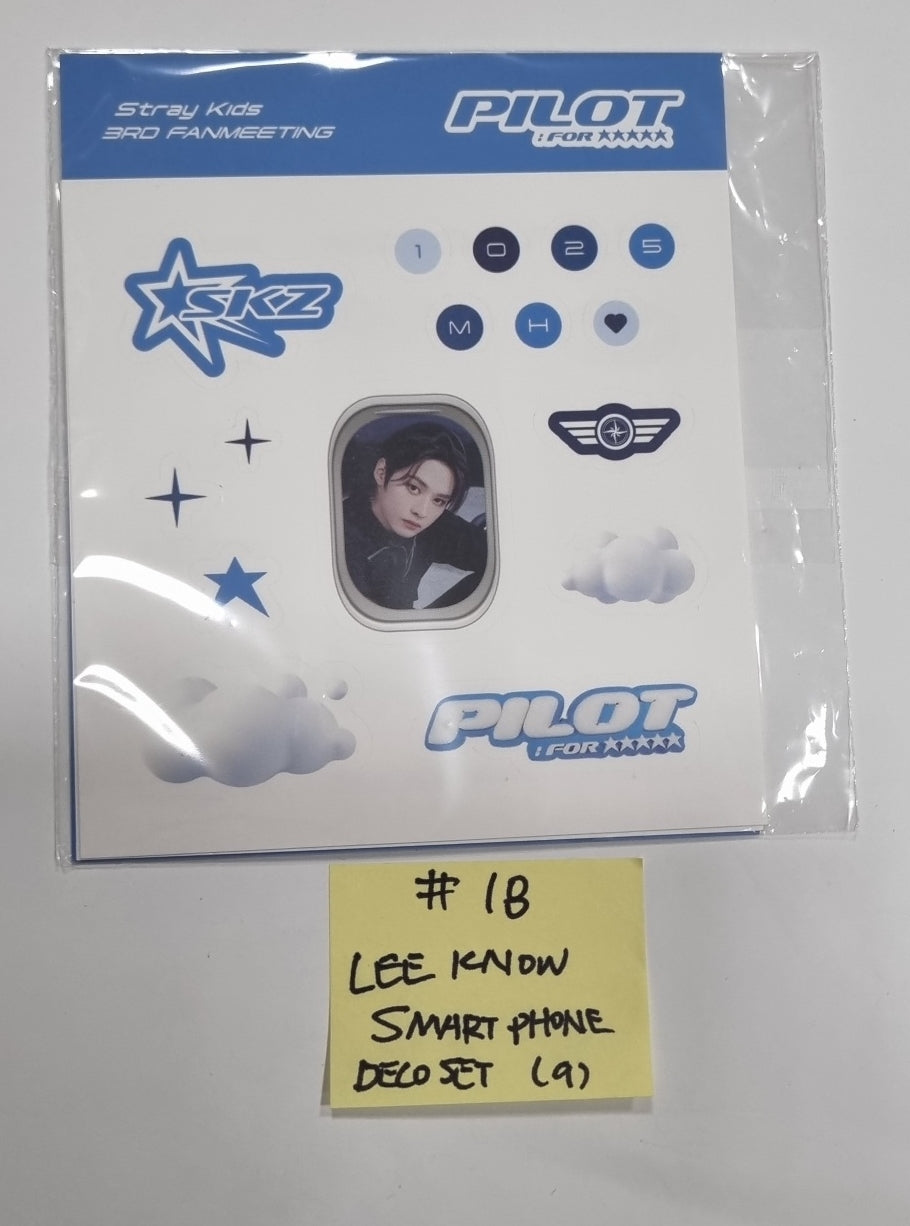 Stray Kids
3RD FANMEETING
PILOT
: FOR ★★★★★
SKZ
1 0 2 5
M H ♥
PILOT
: FOR ★★★★★
# 1B
LEE KNOW
SMART PHONE
DECO SET (9)